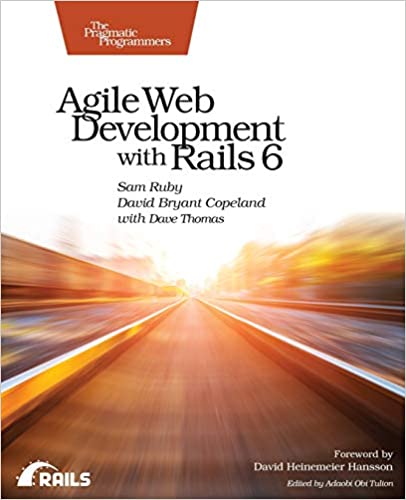 The
Pragmatic
Programmers
Agile Web
Development
with Rails 6
Sam Ruby
David Bryant Copeland
with Dave Thomas
Foreword by
David Heinemeier Hansson
Edited by Adaobi Obi Tulton
RAILS